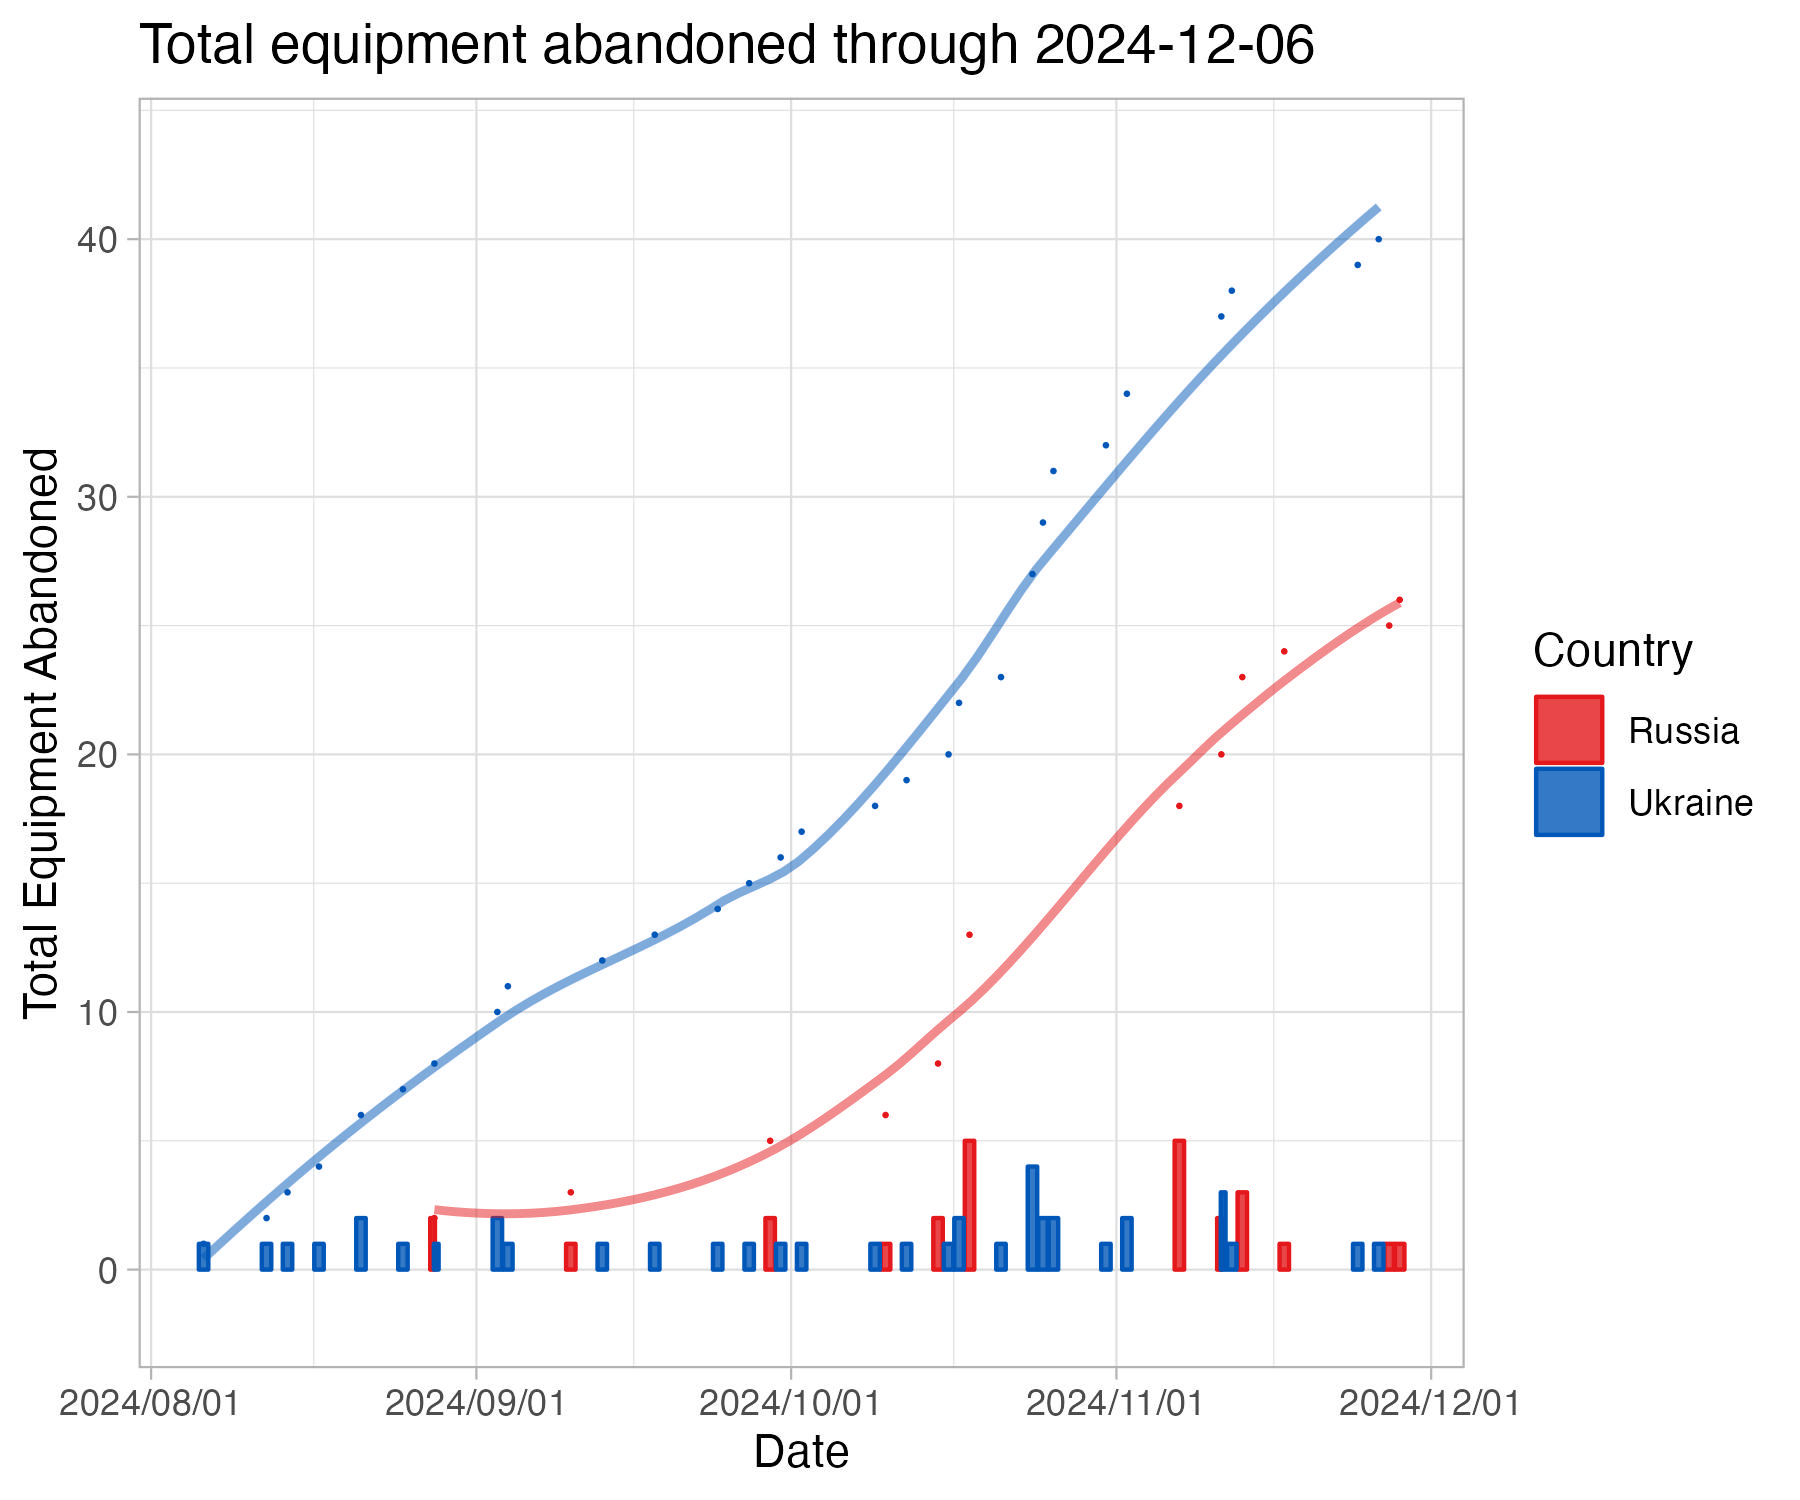 Total equipment abandoned through 2024-12-06
Total Equipment Abandoned
40
30
20
10
0
2024/08/01
2024/09/01
2024/10/01
2024/11/01
2024/12/01
Date
Country
Russia
Ukraine